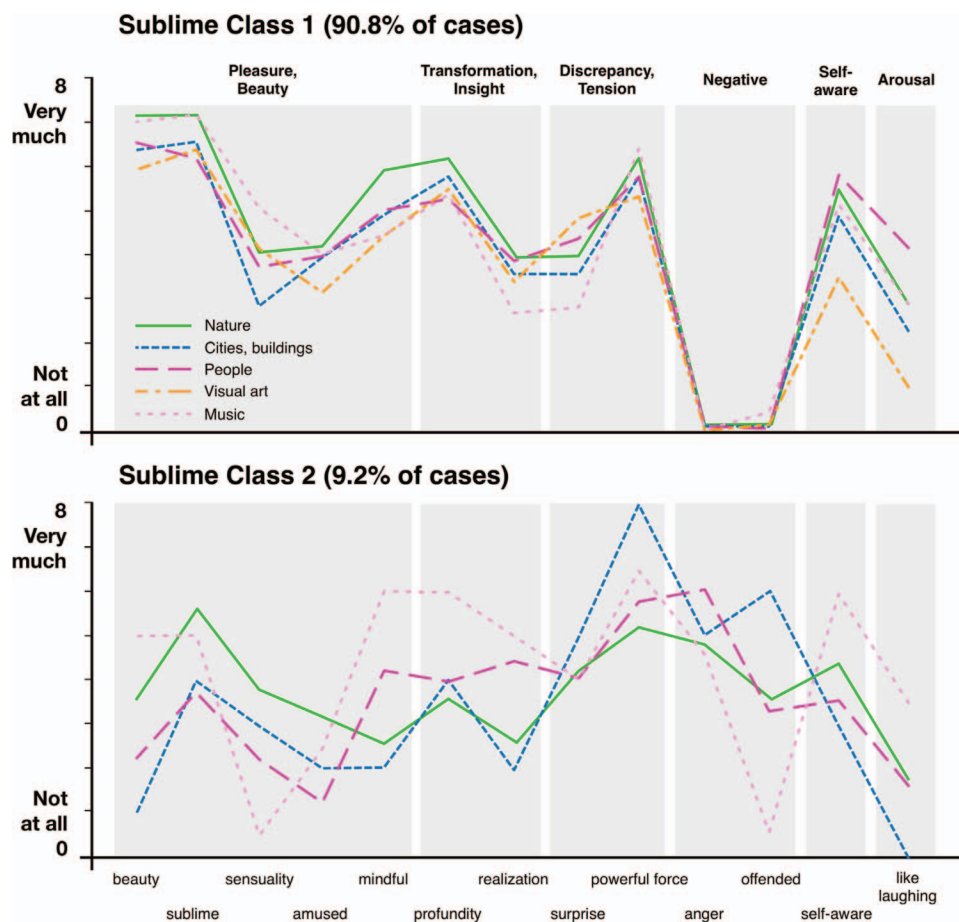 Sublime Class 1 (90.8% of cases)
Pleasure,
Beauty
Transformation,
Insight
Discrepancy,
Tension
Negative
Self-
aware
Arousal
8
Very
much
Nature
Cities, buildings
People
Visual art
Music
Not
at all
0
Sublime Class 2 (9.2% of cases)
8
Very
much
Not
at all
0
beauty
sublime
sensuality
amused
mindful
profundity
realization
surprise
powerful force
anger
offended
self-aware
like
laughing